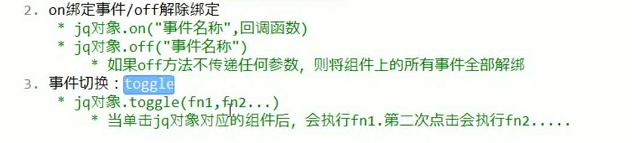 2. on绑定事件/off解除绑定
* jq对象.on("事件名称",回调函数)
* jq对象.off("事件名称")
* 如果off方法不传递任何参数，则将组件上的所有事件全部解绑
3. 事件切换：toggle
* jq对象.toggle(fn1,fn2...)
* 当单击jq对象对应的组件后，会执行fn1.第二次点击会执行fn2.....